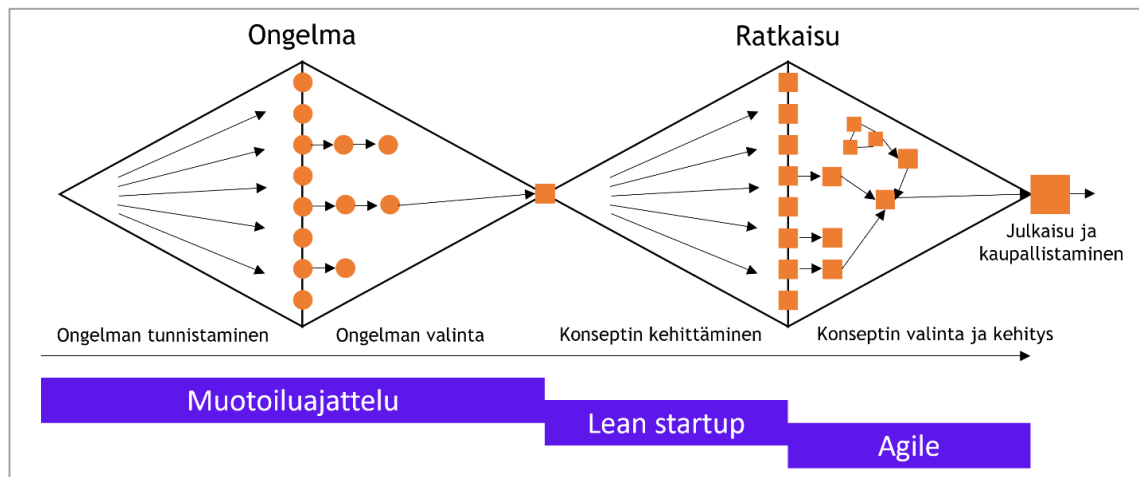 Ongelma
Ratkaisu
Julkaisu ja
kaupallistaminen
Ongelman tunnistaminen
Ongelman valinta
Konseptin kehittäminen
Konseptin valinta ja kehitys
Muotoiluajattelu
Lean startup
Agile